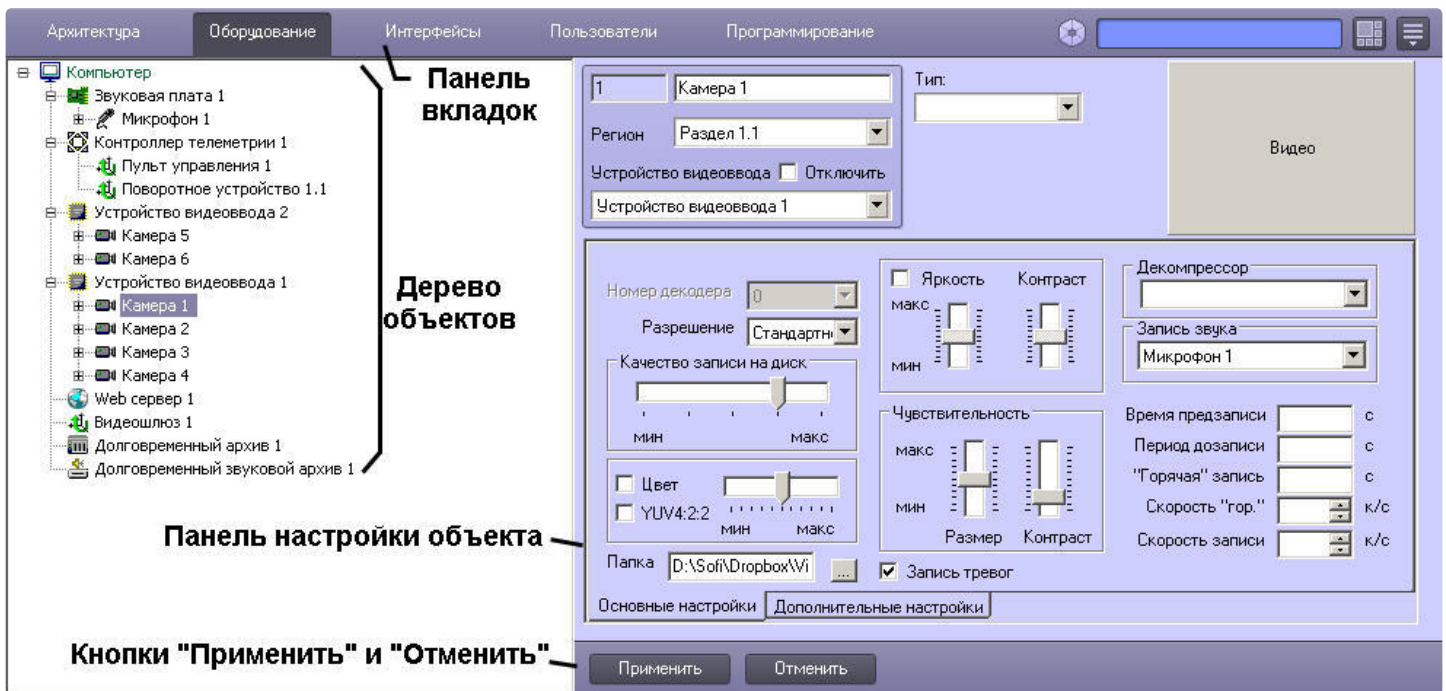 Архитектура Оборудование Интерфейсы Пользователи Программирование
Компьютер
Звуковая плата 1
Микрофон 1
Контроллер телеметрии 1
Пульт управления 1
Поворотное устройство 1.1
Устройство видеоввода 2
Камера 5
Камера 6
Устройство видеоввода 1
Камера 1
Камера 2
Камера 3
Камера 4
Web сервер 1
Видеошлюз 1
Долговременный архив 1
Долговременный звуковой архив 1
Панель
вкладок
Дерево
объектов
Панель настройки объекта
Кнопки "Применить" и "Отменить"
1 Камера 1
Регион Раздел 1.1
Устройство видеоввода Отключить
Устройство видеоввода 1
Тип:
Видео
Номер декодера 0
Разрешение Стандартн
Качество записи на диск
мин макс
Цвет
YUV4:2:2
мин макс
Папка D:\Sofi\Dropbox\Vi ...
Яркость Контраст
макс
мин
Чувствительность
макс
мин
Размер Контраст
Запись тревог
Декомпрессор
Запись звука
Микрофон 1
Время предзаписи с
Период дозаписи с
"Горячая" запись с
Скорость "гор." к/с
Скорость записи к/с
Основные настройки Дополнительные настройки
Применить Отменить